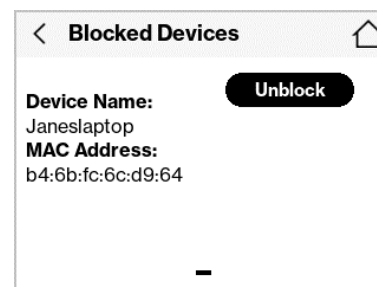 Blocked Devices
Unblock
Device Name:
Janeslaptop
MAC Address:
b4:6b:fc:6c:d9:64